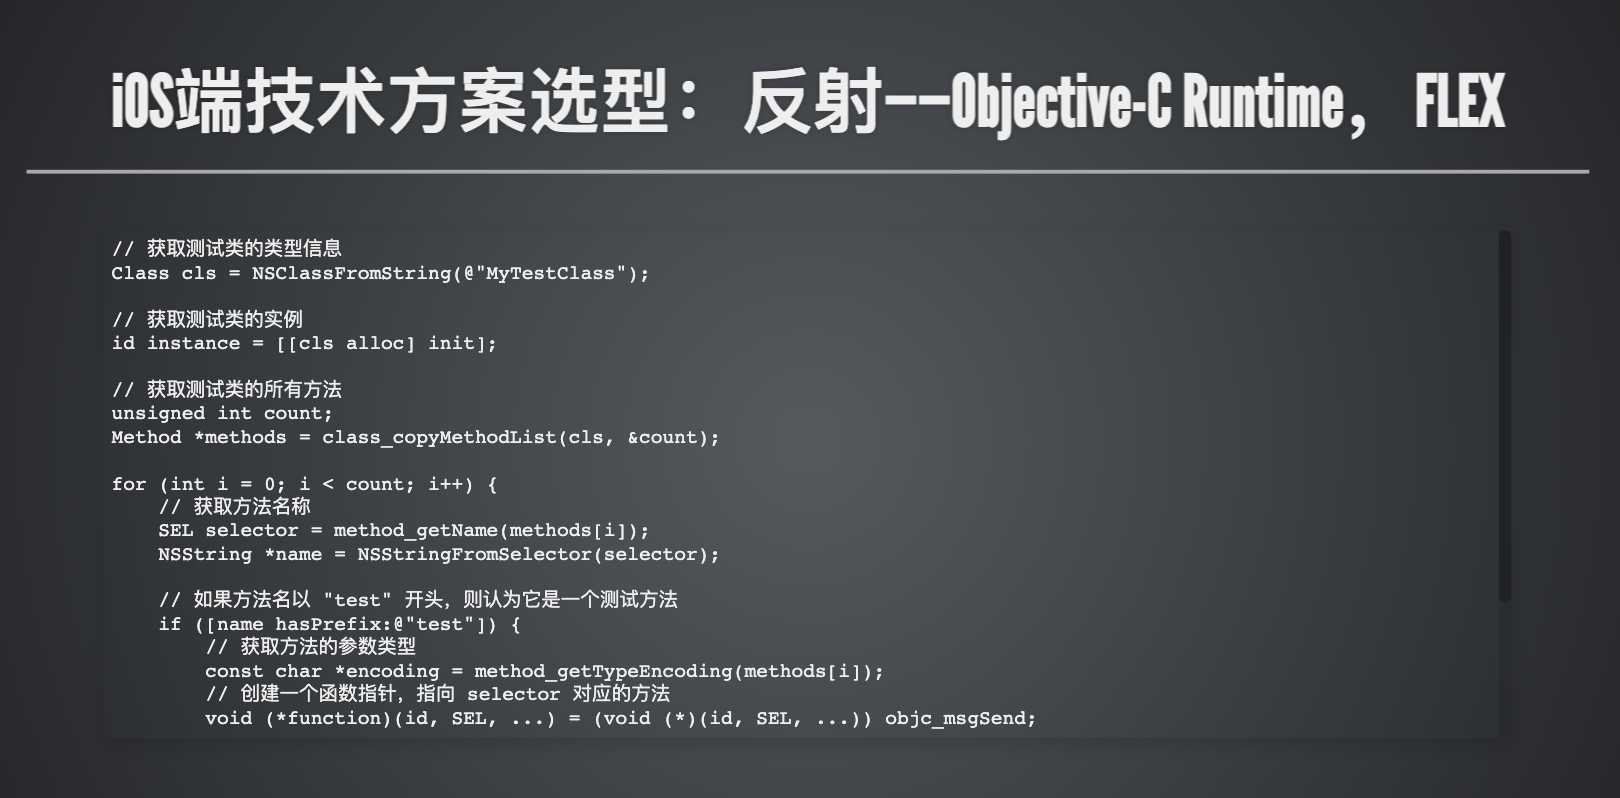 iOS端技术方案选型：反射——Objective-C Runtime， FLEX
// 获取测试类的类型信息
Class cls = NSClassFromString(@"MyTestClass");
// 获取测试类的实例
id instance = [[cls alloc] init];
// 获取测试类的所有方法
unsigned int count;
Method *methods = class_copyMethodList(cls, &count);
for (int i = 0; i < count; i++) {
    // 获取方法名称
    SEL selector = method_getName(methods[i]);
    NSString *name = NSStringFromSelector(selector);
    // 如果方法名以 "test" 开头，则认为它是一个测试方法
    if ([name hasPrefix:@"test"]) {
        // 获取方法的参数类型
        const char *encoding = method_getTypeEncoding(methods[i]);
        // 创建一个函数指针，指向 selector 对应的方法
        void (*function)(id, SEL, ...) = (void (*)(id, SEL, ...)) objc_msgSend;